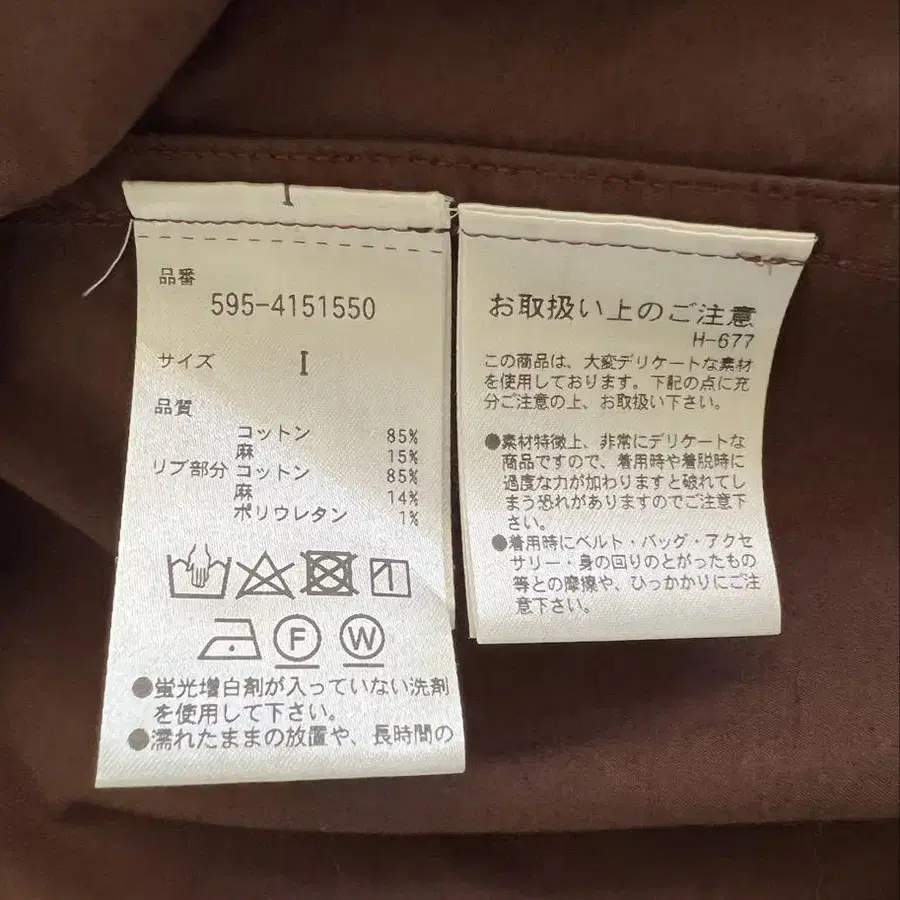 I
品番
595-4151550
サイズ I
品質
コットン 85%
麻 15%
リブ部分 コットン 85%
麻 14%
ポリウレタン 1%
F W
●蛍光増白剤が入っていない洗剤
を使用して下さい。
●濡れたままの放置や、長時間の
お取扱い上のご注意
H-677
この商品は、大変デリケートな素材
を使用しております。下記の点に充
分ご注意の上、お取扱い下さい。
●素材特徴上、非常にデリケートな
商品ですので、着用時や着脱時に
過度な力が加わりますと破れてし
まう恐れがありますのでご注意下
さい。
●着用時にベルト・バッグ・アクセ
サリー・身の回りのとがったもの
等との摩擦や、ひっかかりにご注
意下さい。